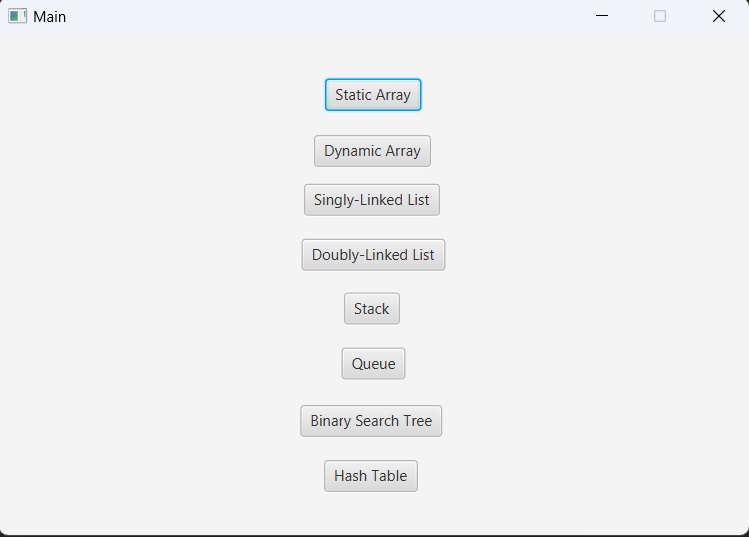 Main
Static Array
Dynamic Array
Singly-Linked List
Doubly-Linked List
Stack
Queue
Binary Search Tree
Hash Table